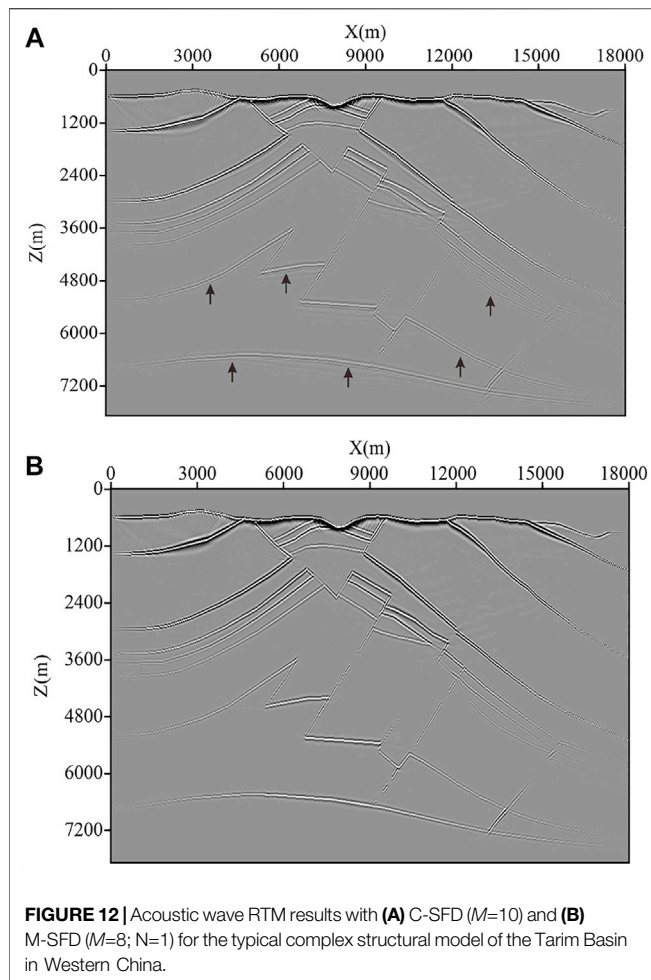 A
X(m)
0 3000 6000 9000 12000 15000 18000
0
1200
2400
3600
4800
6000
7200
Z(m)
B
X(m)
0 3000 6000 9000 12000 15000 18000
0
1200
2400
3600
4800
6000
7200
Z(m)
FIGURE 12 | Acoustic wave RTM results with (A) C-SFD (M=10) and (B)
M-SFD (M=8; N=1) for the typical complex structural model of the Tarim Basin
in Western China.